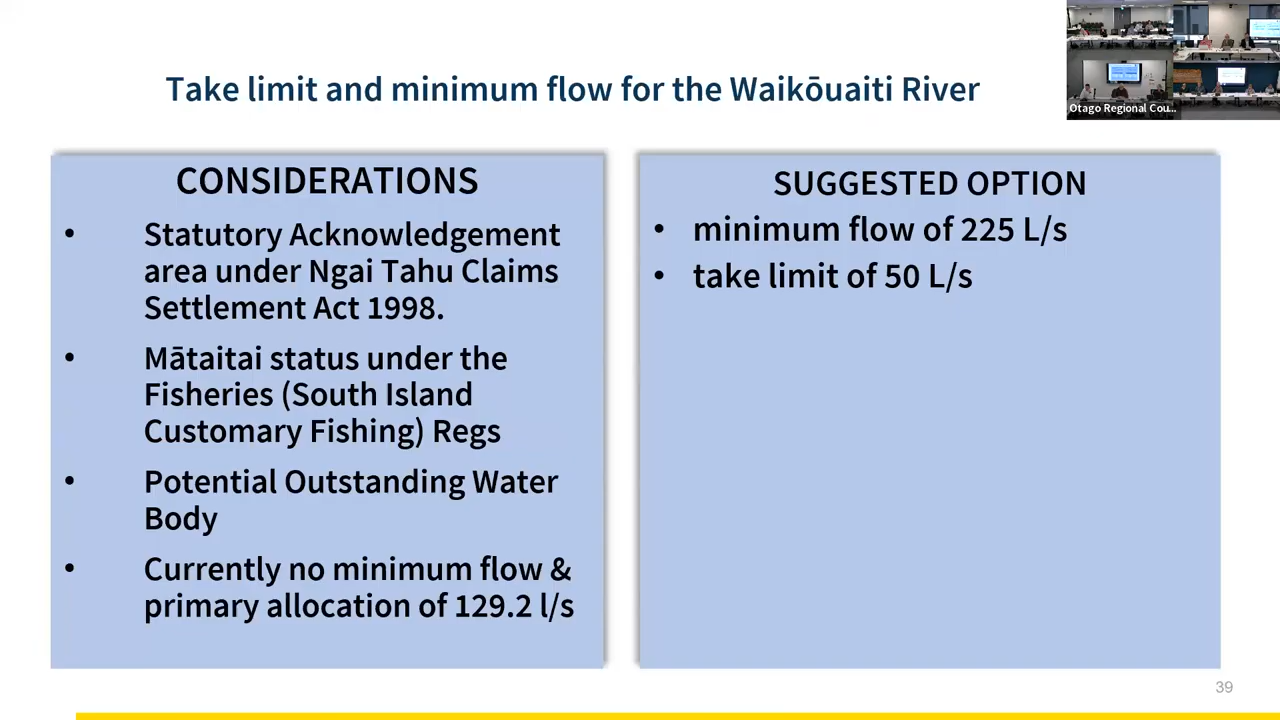 Take limit and minimum flow for the Waikōuaiti River
Otago Regional Cou...
CONSIDERATIONS
• Statutory Acknowledgement
area under Ngai Tahu Claims
Settlement Act 1998.
• Mātaitai status under the
Fisheries (South Island
Customary Fishing) Regs
• Potential Outstanding Water
Body
• Currently no minimum flow &
primary allocation of 129.2 l/s
SUGGESTED OPTION
• minimum flow of 225 L/s
• take limit of 50 L/s
39